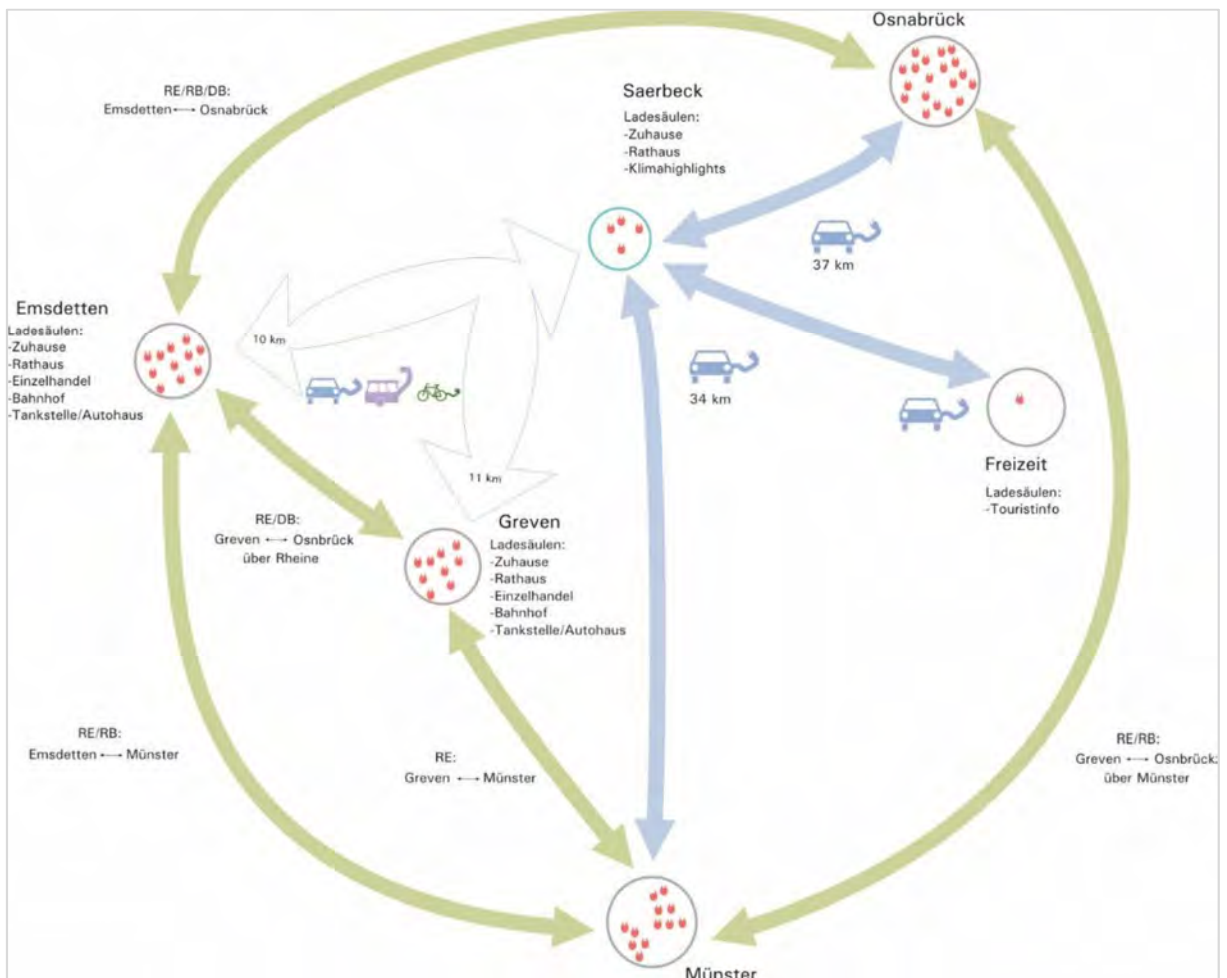 Osnabrück
RE/RB/DB:
Emsdetten ←→ Osnabrück
Saerbeck
Ladesäulen:
-Zuhause
-Rathaus
-Klimahighlights
37 km
Emsdetten
Ladesäulen:
-Zuhause
-Rathaus
-Einzelhandel
-Bahnhof
-Tankstelle/Autohaus
10 km
34 km
Freizeit
Ladesäulen:
-Touristinfo
11 km
RE/DB:
Greven ←→ Osnbrück
über Rheine
Greven
Ladesäulen:
-Zuhause
-Rathaus
-Einzelhandel
-Bahnhof
-Tankstelle/Autohaus
RE/RB:
Emsdetten ←→ Münster
RE:
Greven ←→ Münster
RE/RB:
Greven ←→ Osnbrück
über Münster
Münster